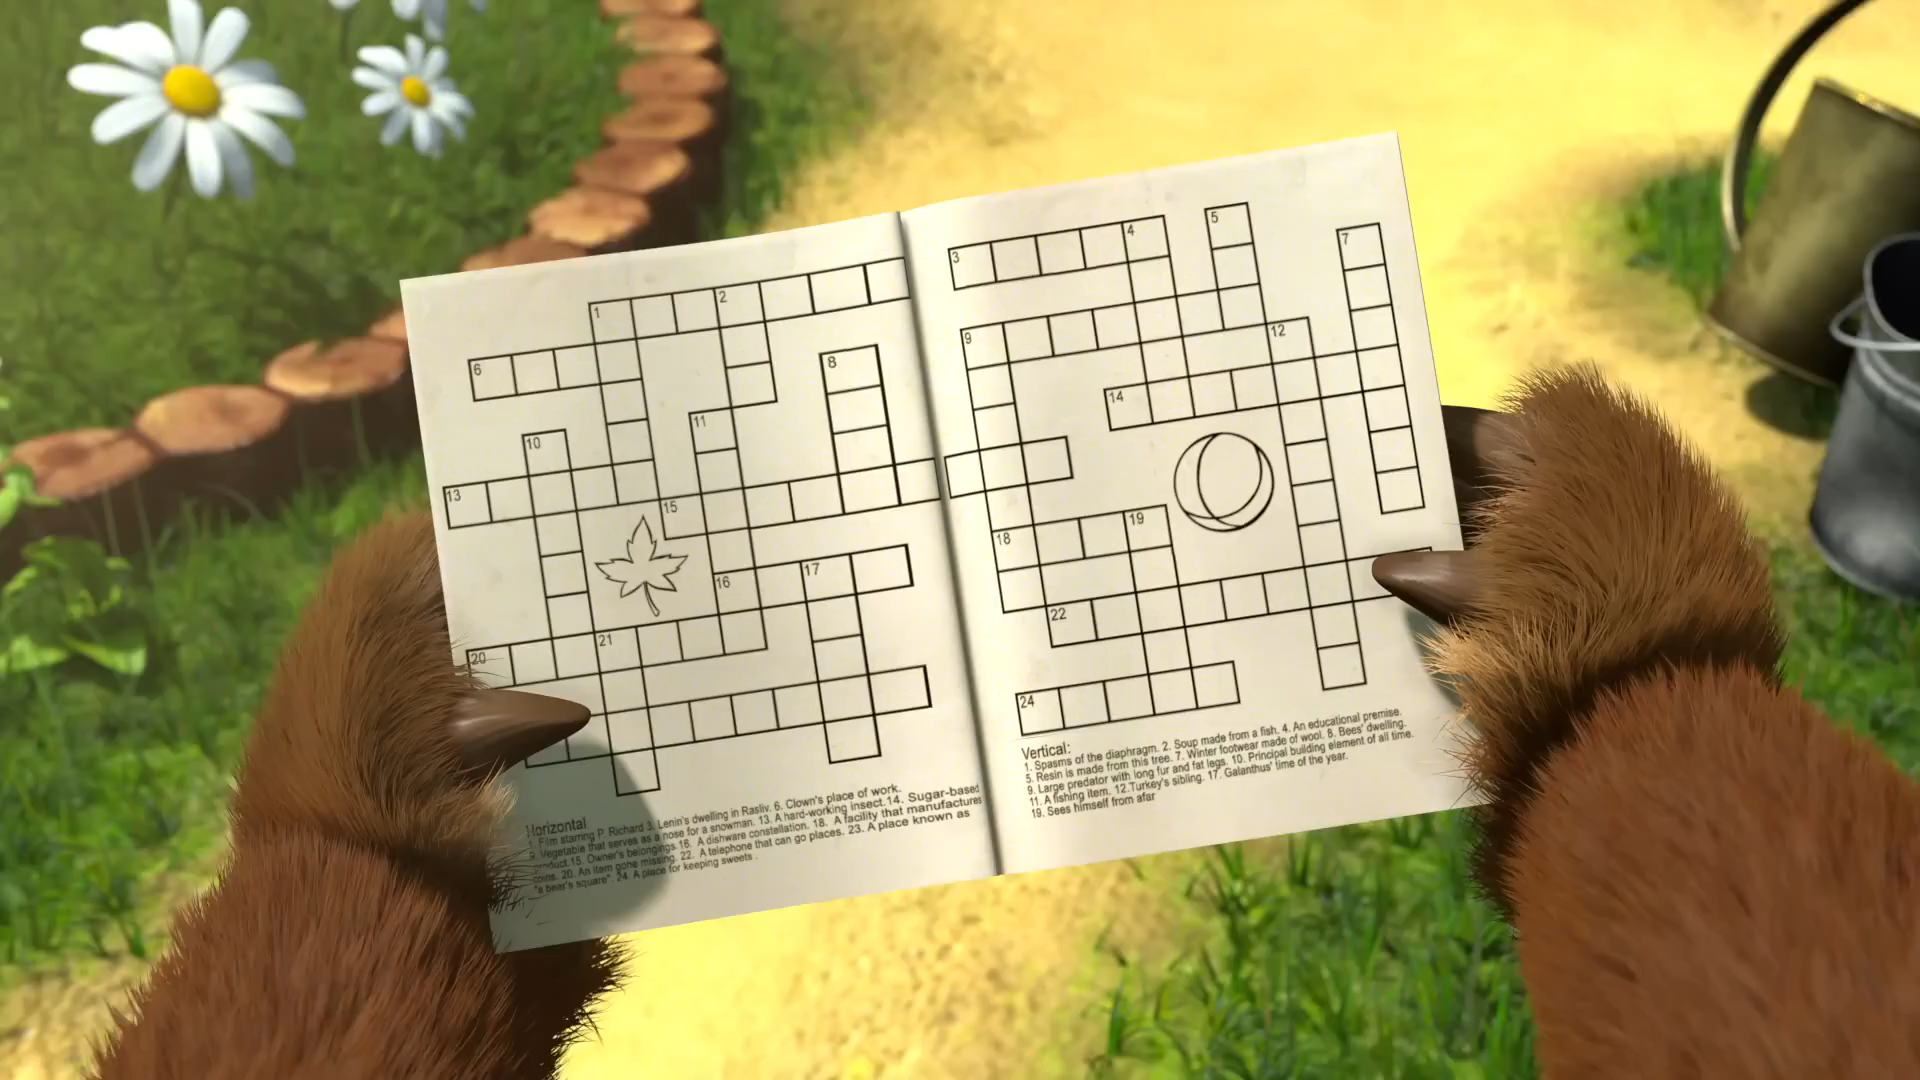 1
2
3
4
5
6
7
8
9
10
11
12
13
14
15
16
17
18
19
20
21
22
24
Horizontal
1. Film starring P. Richard 3. Lenin's dwelling in Rasliv. 6. Clown's place of work.
9. Vegetable that serves as a nose for a snowman. 13. A hard-working insect. 14. Sugar-based
product. 15. Owner's belongings. 16. A dishware constellation. 18. A facility that manufactures
coins. 20. An item gone missing. 22. A telephone that can go places. 23. A place known as
"a bear's square". 24. A place for keeping sweets.
Vertical:
1. Spasms of the diaphragm. 2. Soup made from a fish. 4. An educational premise.
5. Resin is made from this tree. 7. Winter footwear made of wool. 8. Bees' dwelling.
9. Large predator with long fur and fat legs. 10. Principal building element of all time.
11. A fishing item. 12.Turkey's sibling. 17. Galanthus' time of the year.
19. Sees himself from afar